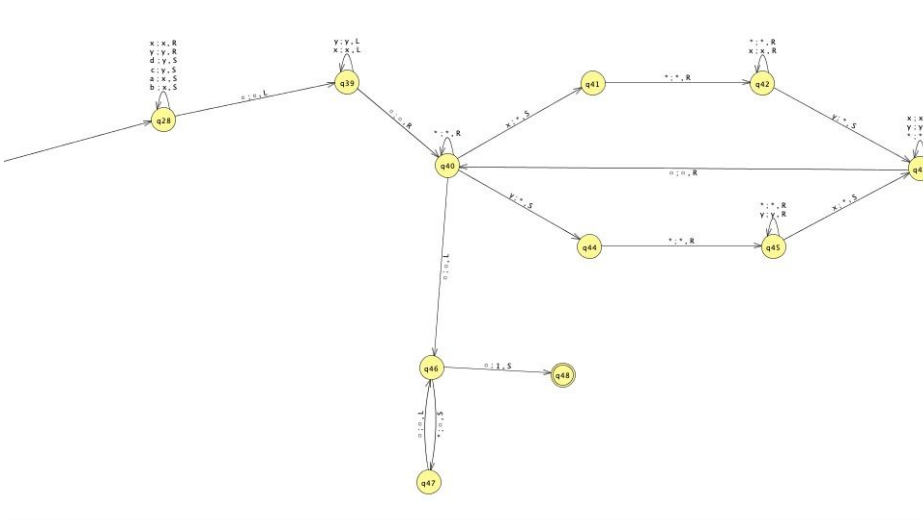 x ; x , R
y ; y , R
d ; y , S
c ; y , S
a ; x , S
b ; x , S
q28
□ ; □ , L
y ; y , L
x ; x , L
q39
□ ; □ , R
* ; * , R
q40
x ; * , S
q41
* ; * , R
* ; * , R
x ; x , R
q42
y ; * , S
□ ; □ , R
y ; * , S
q44
* ; * , R
* ; * , R
y ; y , R
q45
x ; * , S
□ ; □ , L
q46
□ ; 1 , S
q48
□ ; □ , L
* ; □ , S
q47